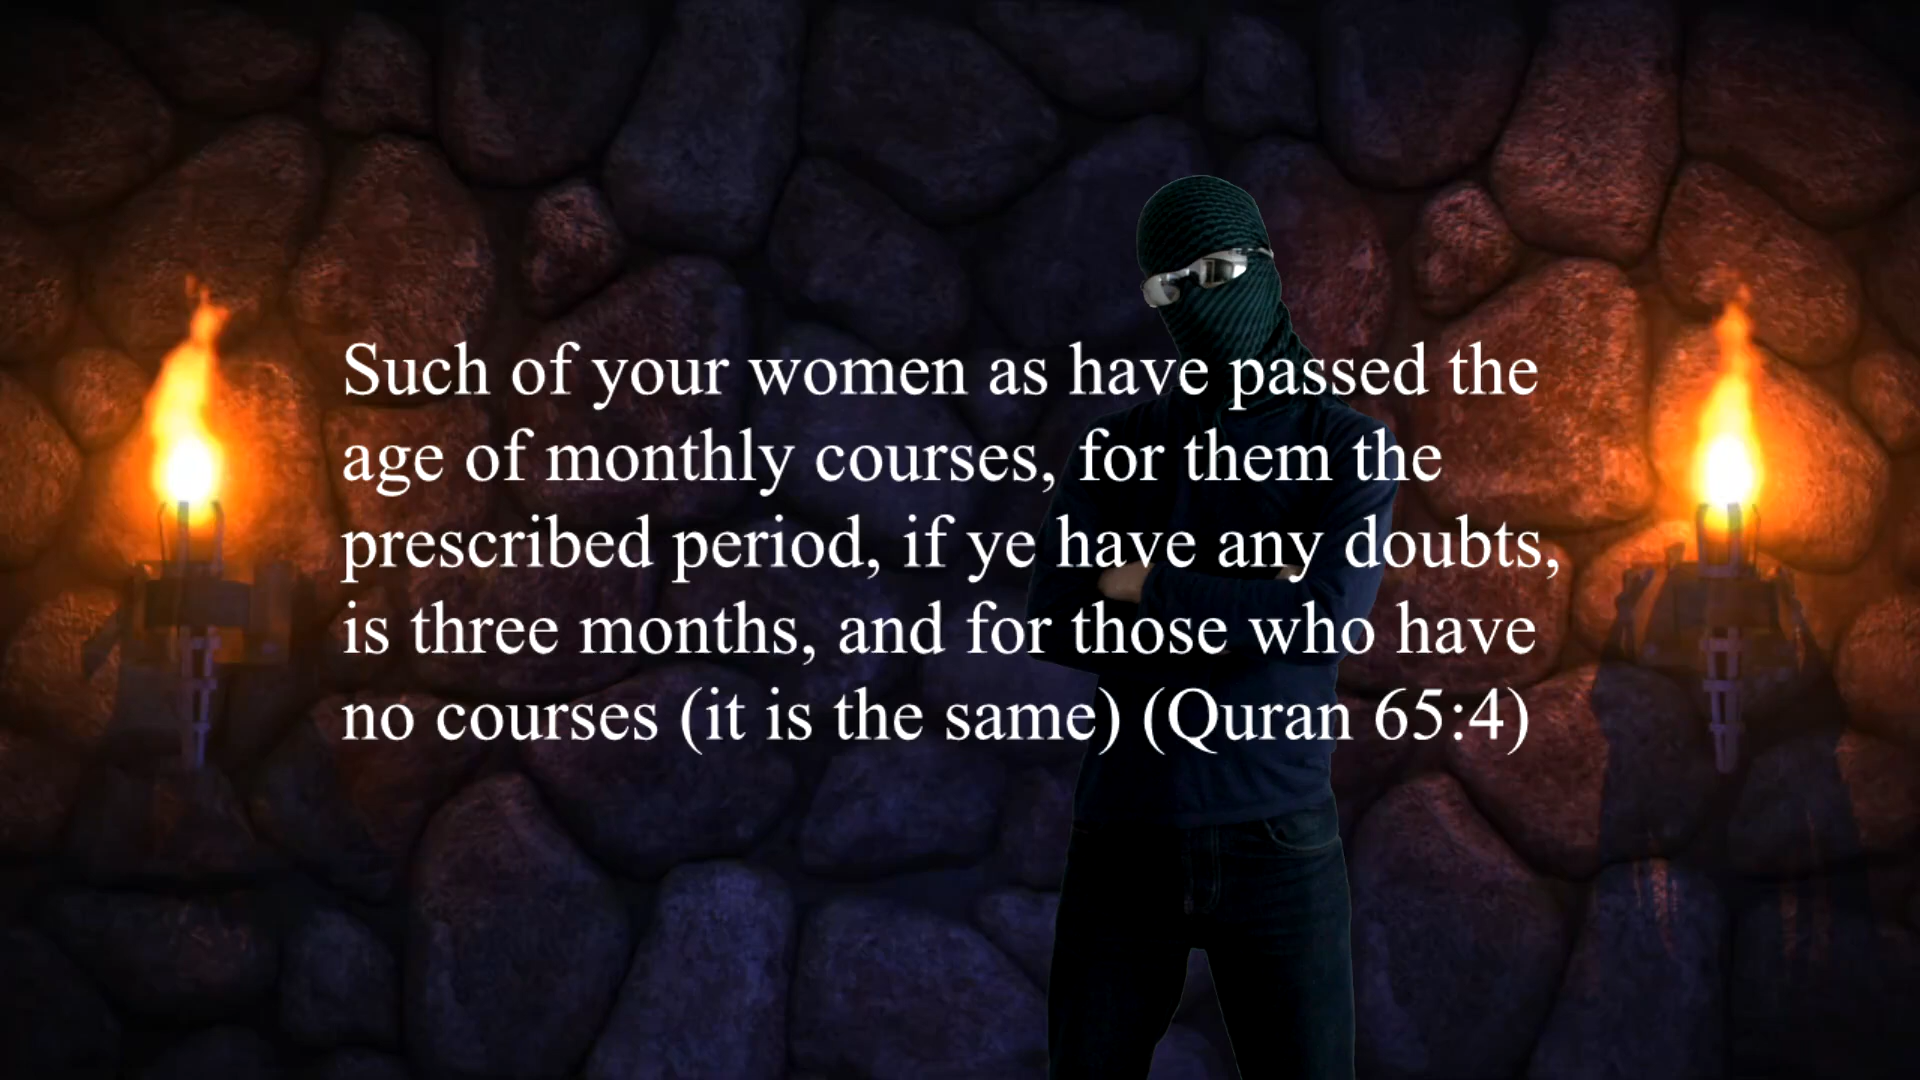 Such of your women as have passed the
age of monthly courses, for them the
prescribed period, if ye have any doubts,
is three months, and for those who have
no courses (it is the same) (Quran 65:4)